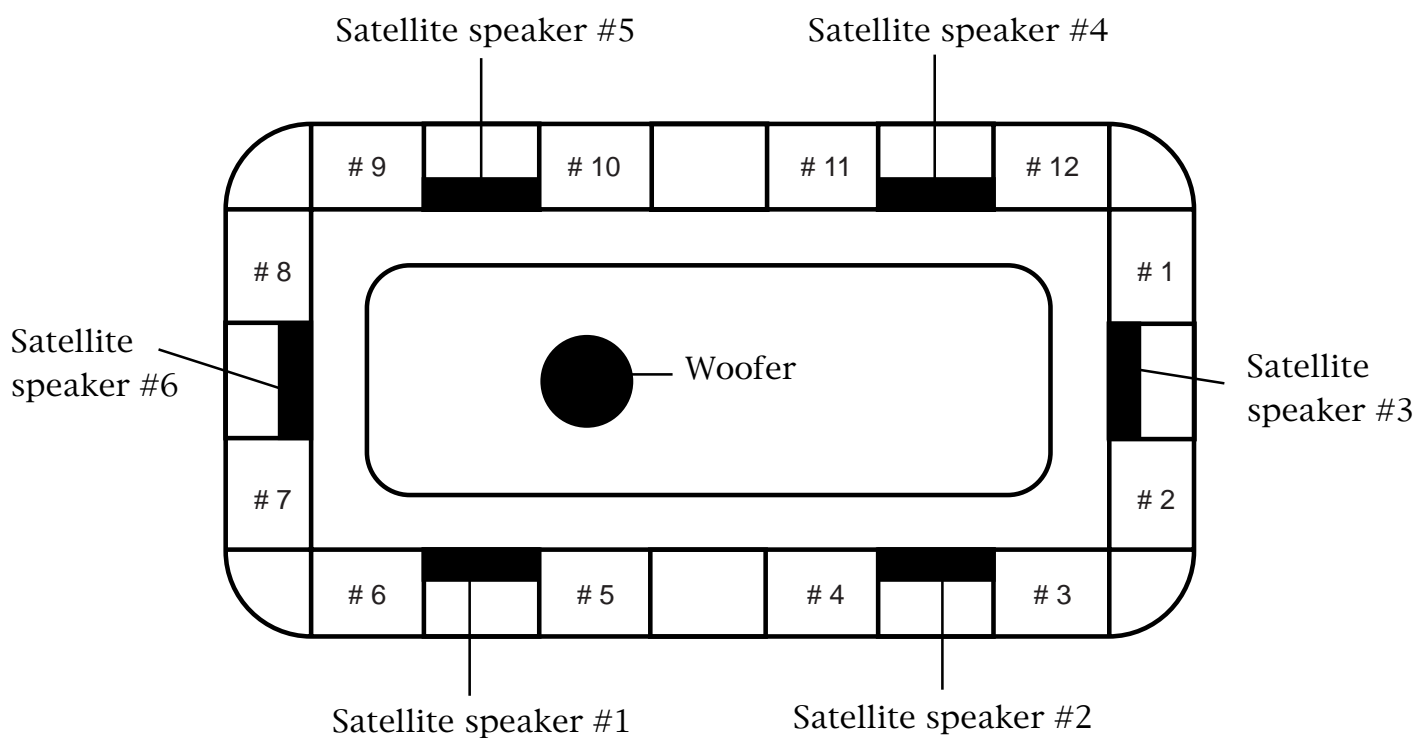 Satellite speaker #5
Satellite speaker #4
# 9
# 10
# 11
# 12
# 8
# 1
Satellite
speaker #6
Woofer
Satellite
speaker #3
# 7
# 2
# 6
# 5
# 4
# 3
Satellite speaker #1
Satellite speaker #2